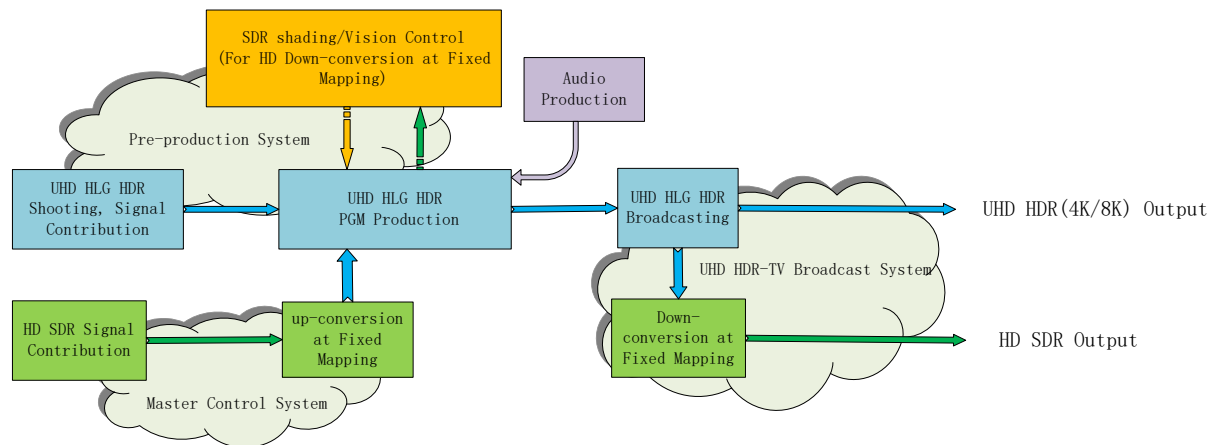 SDR shading/Vision Control
(For HD Down-conversion at Fixed
Mapping)
Audio
Production
Pre-production System
UHD HLG HDR
Shooting, Signal
Contribution
UHD HLG HDR
PGM Production
UHD HLG HDR
Broadcasting
UHD HDR(4K/8K) Output
UHD HDR-TV Broadcast System
HD SDR Signal
Contribution
up-conversion
at Fixed
Mapping
Down-
conversion at
Fixed Mapping
HD SDR Output
Master Control System